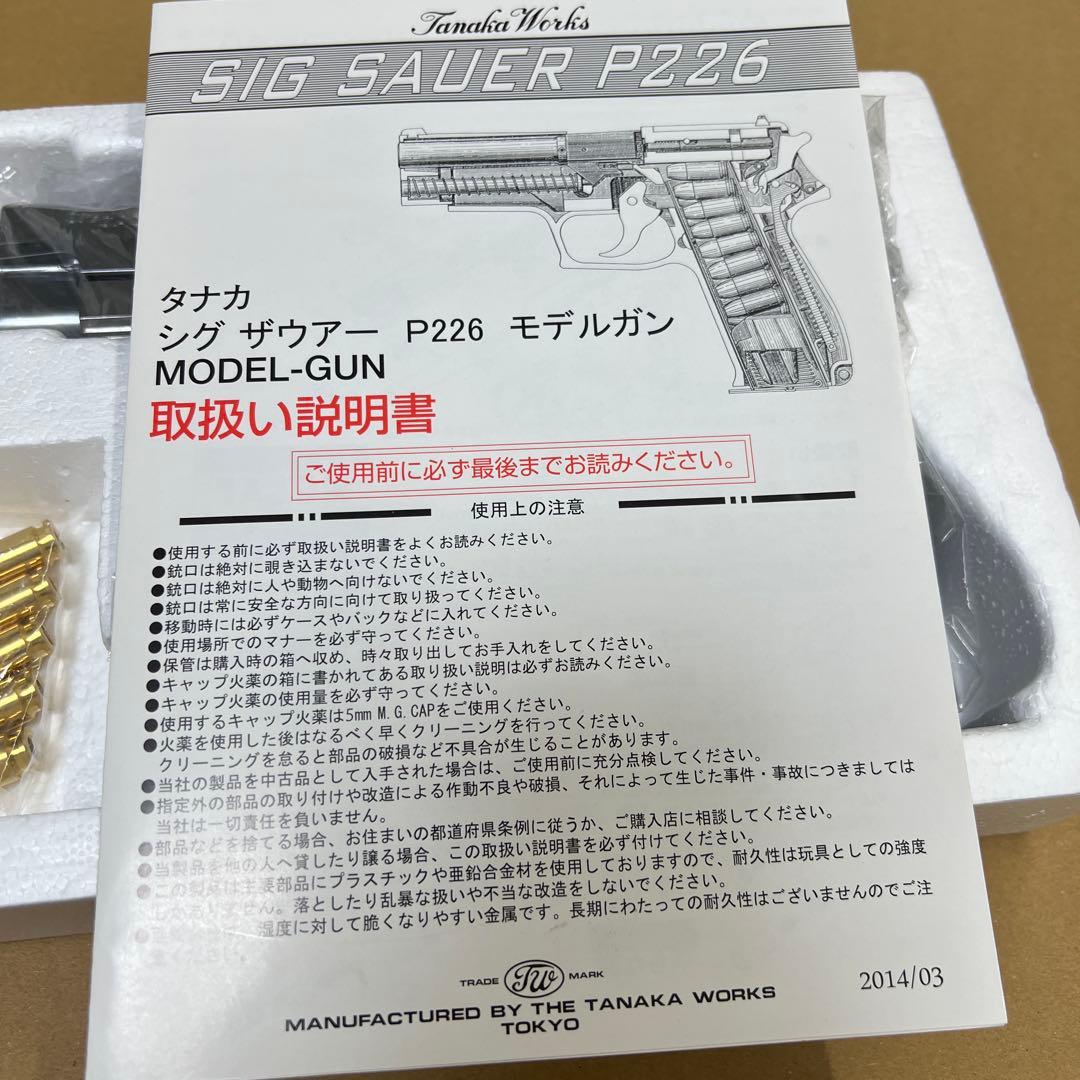 Tanaka Works
SIG SAUER P226
タナカ
シグ ザウアー P226 モデルガン
MODEL-GUN
取扱い説明書
ご使用前に必ず最後までお読みください。
使用上の注意
●使用する前に必ず取扱い説明書をよくお読みください。
●銃口は絶対に覗き込まないでください。
●銃口は絶対に人や動物へ向けないでください。
●銃口は常に安全な方向に向けて取り扱ってください。
●移動時には必ずケースやバックなどに入れてください。
●使用場所でのマナーを必ず守ってください。
●保管は購入時の箱へ収め、時々取り出してお手入れをしてください。
●キャップ火薬の箱に書かれてある取り扱い説明は必ずお読みください。
●キャップ火薬の使用量を必ず守ってください。
●使用するキャップ火薬は5mm M.G.CAPをご使用ください。
●火薬を使用した後はなるべく早くクリーニングを行ってください。
クリーニングを怠ると部品の破損など不具合が生じることがあります。
●当社の製品を中古品として入手された場合は、ご使用前に充分点検してください。
●指定外の部品の取り付けや改造による作動不良や破損、それによって生じた事件・事故につきましては
当社は一切責任を負いません。
●部品などを捨てる場合、お住まいの都道府県条例に従うか、ご購入店に相談してください。
●当製品を他の人へ貸したり譲る場合、この取扱い説明書を必ず付けてください。
●この製品は主要部品にプラスチックや亜鉛合金材を使用しておりますので、耐久性は玩具としての強度
しかありません。落としたり乱暴な扱いや不当な改造をしないでください。
湿度に対して脆くなりやすい金属です。長期にわたっての耐久性はございませんのでご注
意ください。
TRADE TW MARK
MANUFACTURED BY THE TANAKA WORKS
TOKYO
2014/03